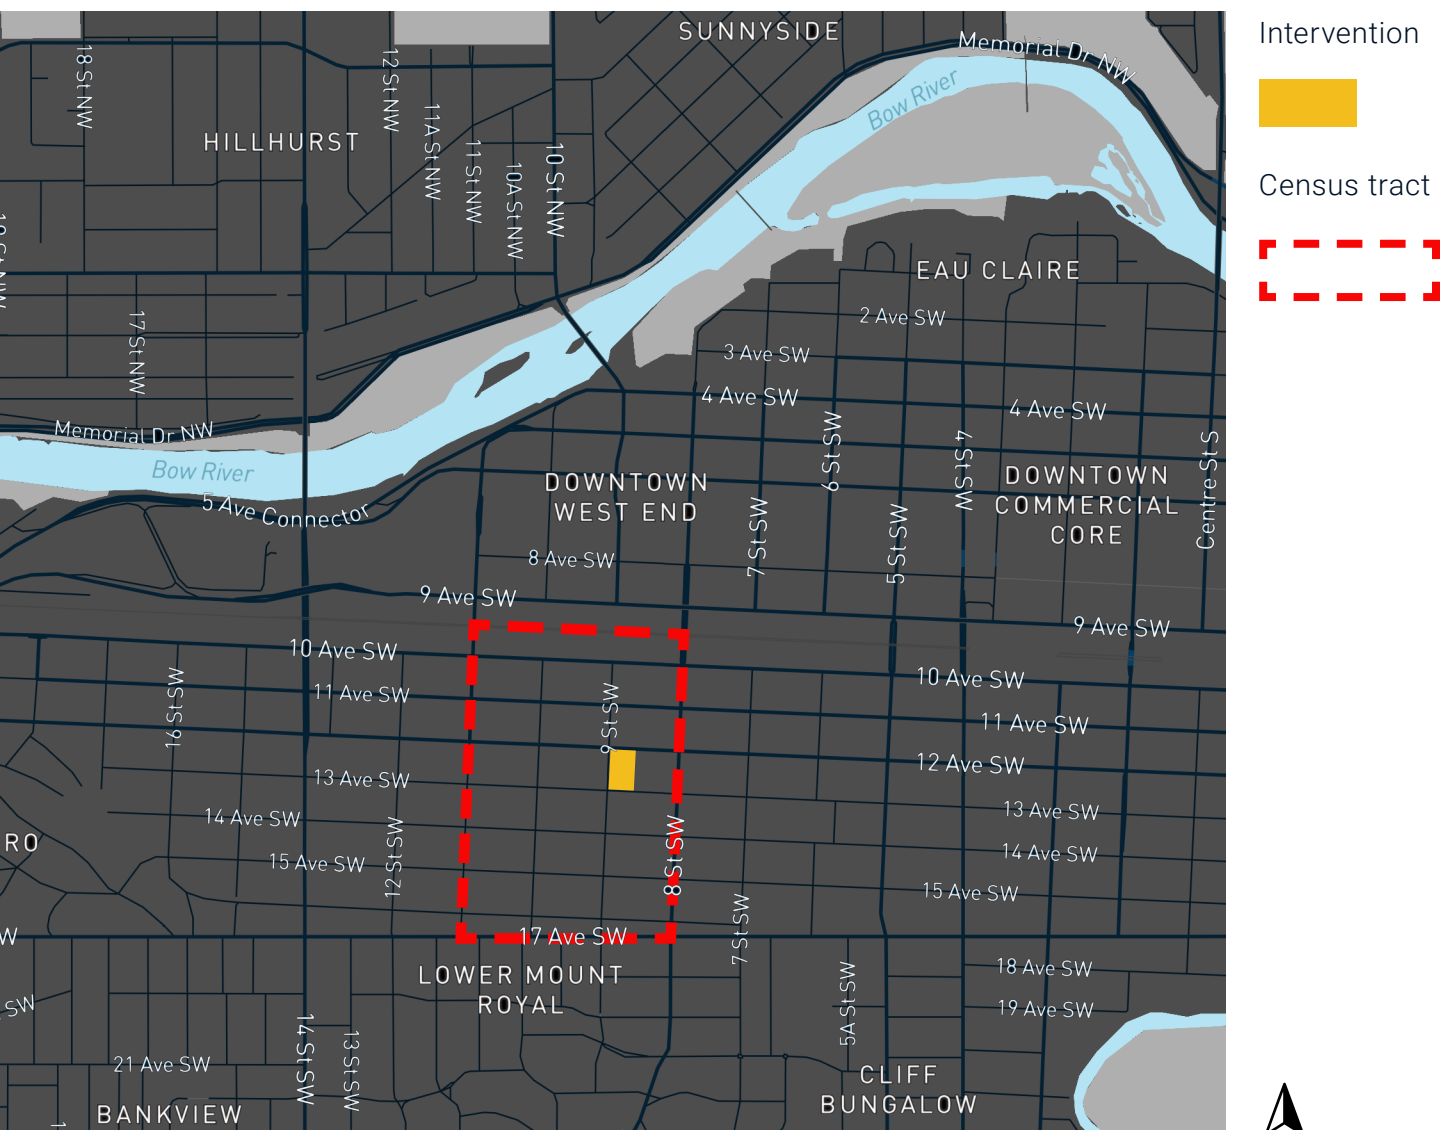 SUNNYSIDE
Memorial Dr NW
Bow River
18 St NW
12 St NW
HILLHURST
11A St NW
11 St NW
10A St NW
10 St NW
EAU CLAIRE
17 St NW
2 Ave SW
3 Ave SW
4 Ave SW
4 Ave SW
Memorial Dr NW
Bow River
5 Ave Connector
6 St SW
4 St SW
Centre St S
DOWNTOWN
WEST END
DOWNTOWN
COMMERCIAL
CORE
7 St SW
5 St SW
8 Ave SW
9 Ave SW
9 Ave SW
10 Ave SW
10 Ave SW
11 Ave SW
11 Ave SW
16 St SW
9 St SW
12 Ave SW
13 Ave SW
13 Ave SW
14 Ave SW
14 Ave SW
RO
15 Ave SW
15 Ave SW
12 St SW
8 St SW
7 St SW
W
17 Ave SW
LOWER MOUNT
ROYAL
18 Ave SW
19 Ave SW
SW
5A St SW
14 St SW
13 St SW
21 Ave SW
CLIFF
BUNGALOW
BANKVIEW
Intervention
Census tract